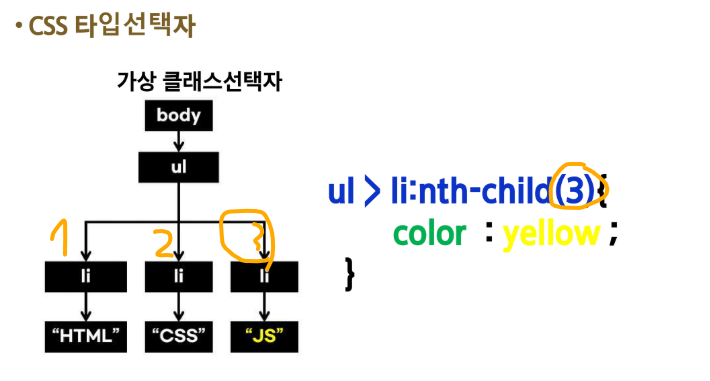 • CSS 타입선택자
가상 클래스선택자
body
ul
1 2 3
li li li
"HTML" "CSS" "JS"
ul > li:nth-child(3){
color : yellow ;
}